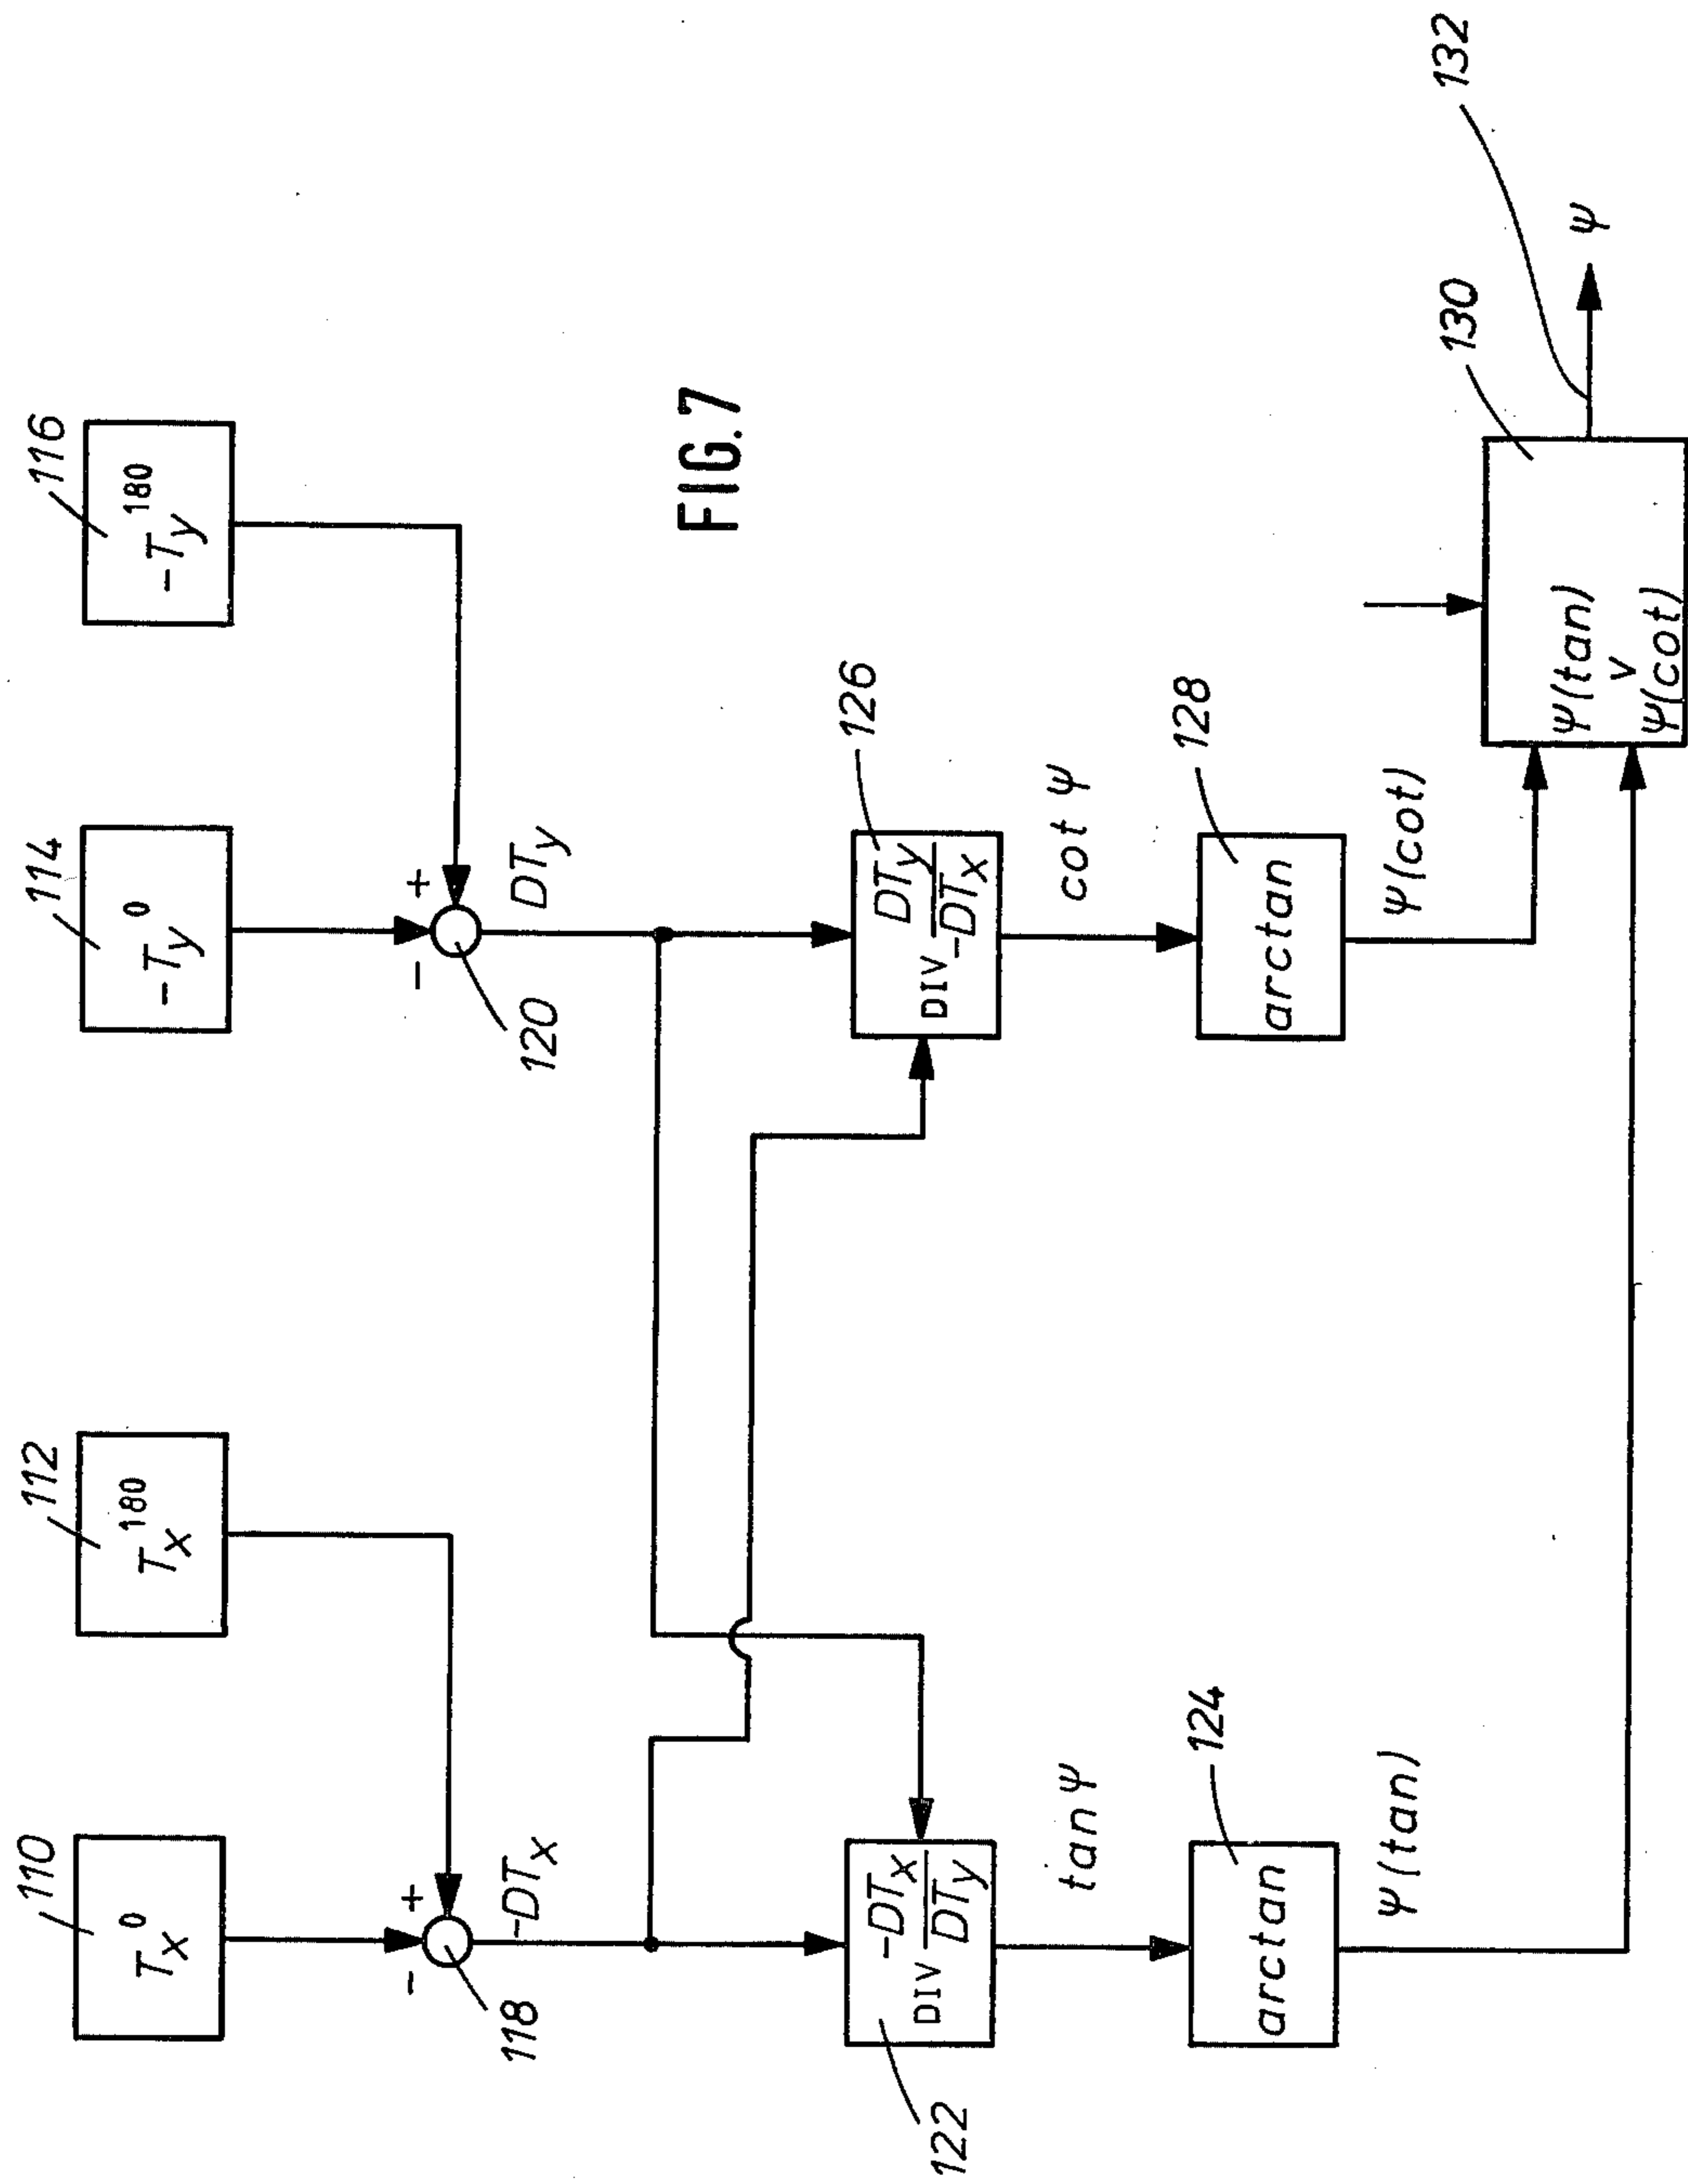 110
T_x^0
112
T_x^180
114
-T_y^0
116
-T_y^180
+
-
118
-DT_x
+
-
120
DT_y
FIG.7
122
DIV -DT_x/DT_y
126
DIV DT_y/-DT_x
tan ψ
cot ψ
124
arctan
128
arctan
ψ(tan)
ψ(cot)
130
ψ(tan)
v
ψ(cot)
132
ψ